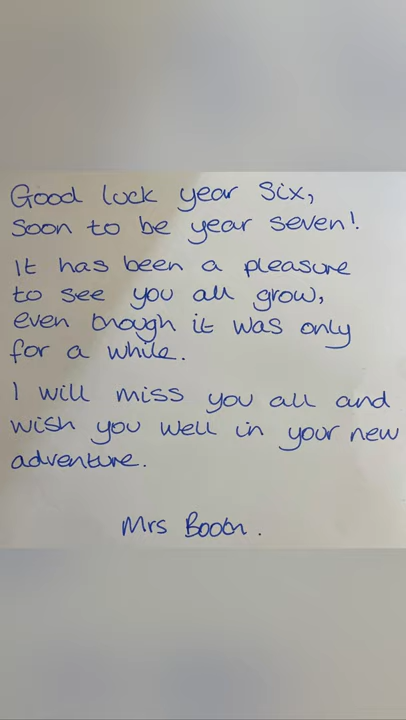 Good luck year Six,
Soon to be year seven!
It has been a pleasure
to see you all grow,
even though it was only
for a while.
I will miss you all and
wish you well in your new
adventure.
Mrs Booth.